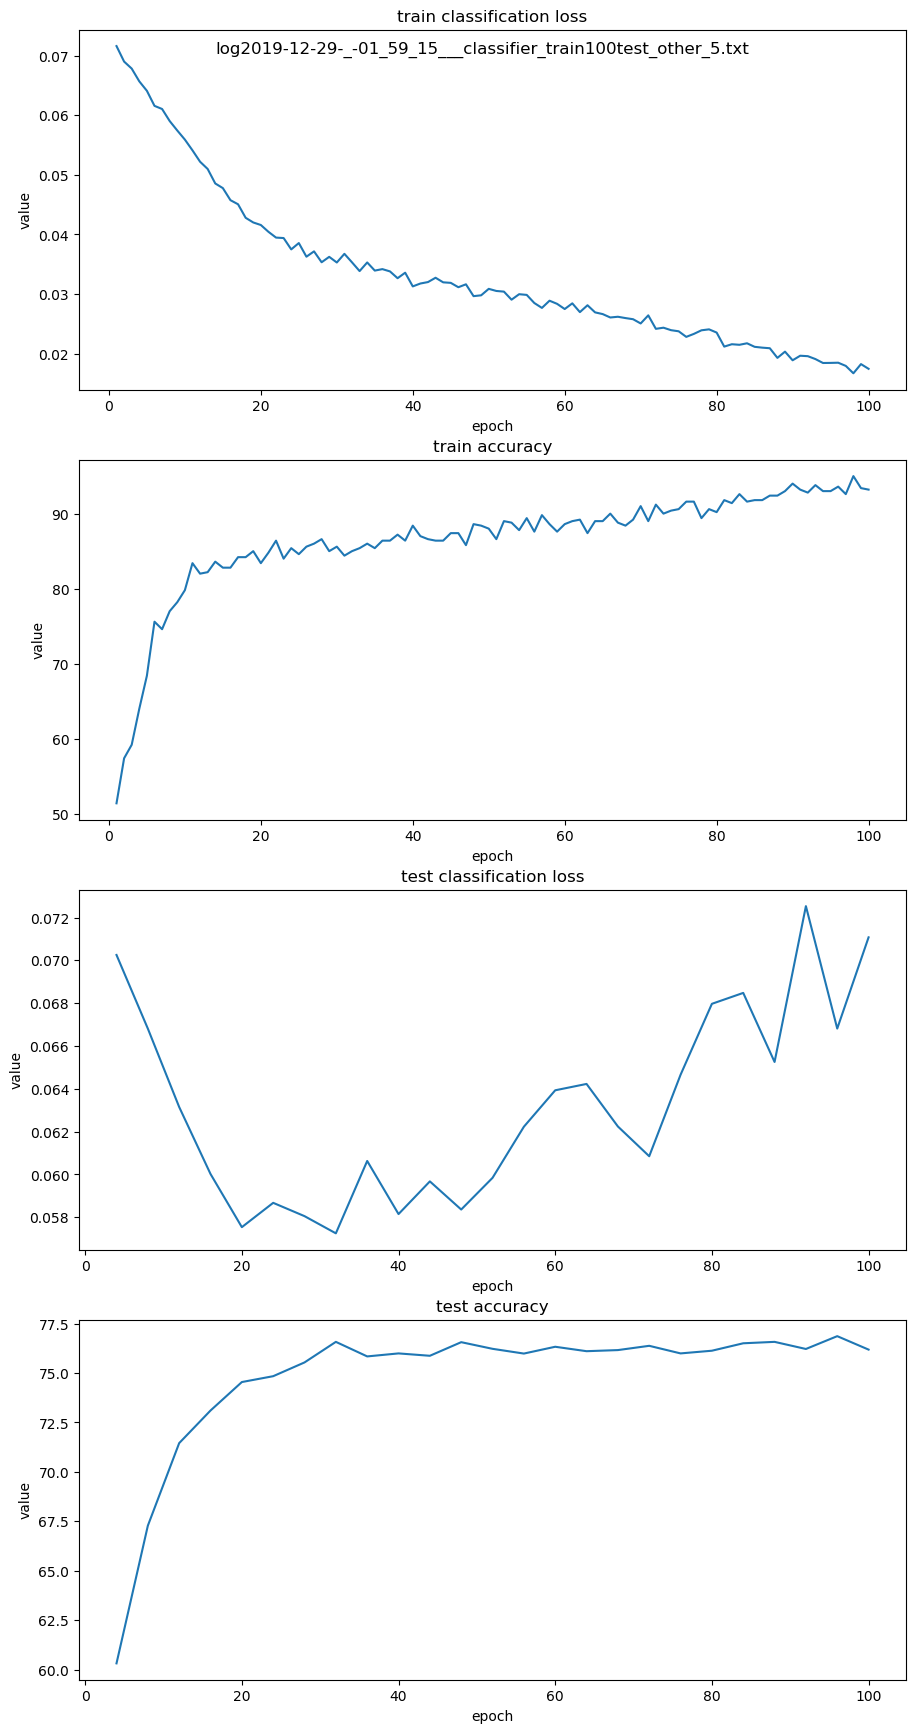 train classification loss
log2019-12-29-_-01_59_15___classifier_train100test_other_5.txt
0.07
0.06
0.05
0.04
0.03
0.02
value
0 20 40 60 80 100
epoch
train accuracy
90
80
70
60
50
value
0 20 40 60 80 100
epoch
test classification loss
0.072
0.070
0.068
0.066
0.064
0.062
0.060
0.058
value
0 20 40 60 80 100
epoch
test accuracy
77.5
75.0
72.5
70.0
67.5
65.0
62.5
60.0
value
0 20 40 60 80 100
epoch